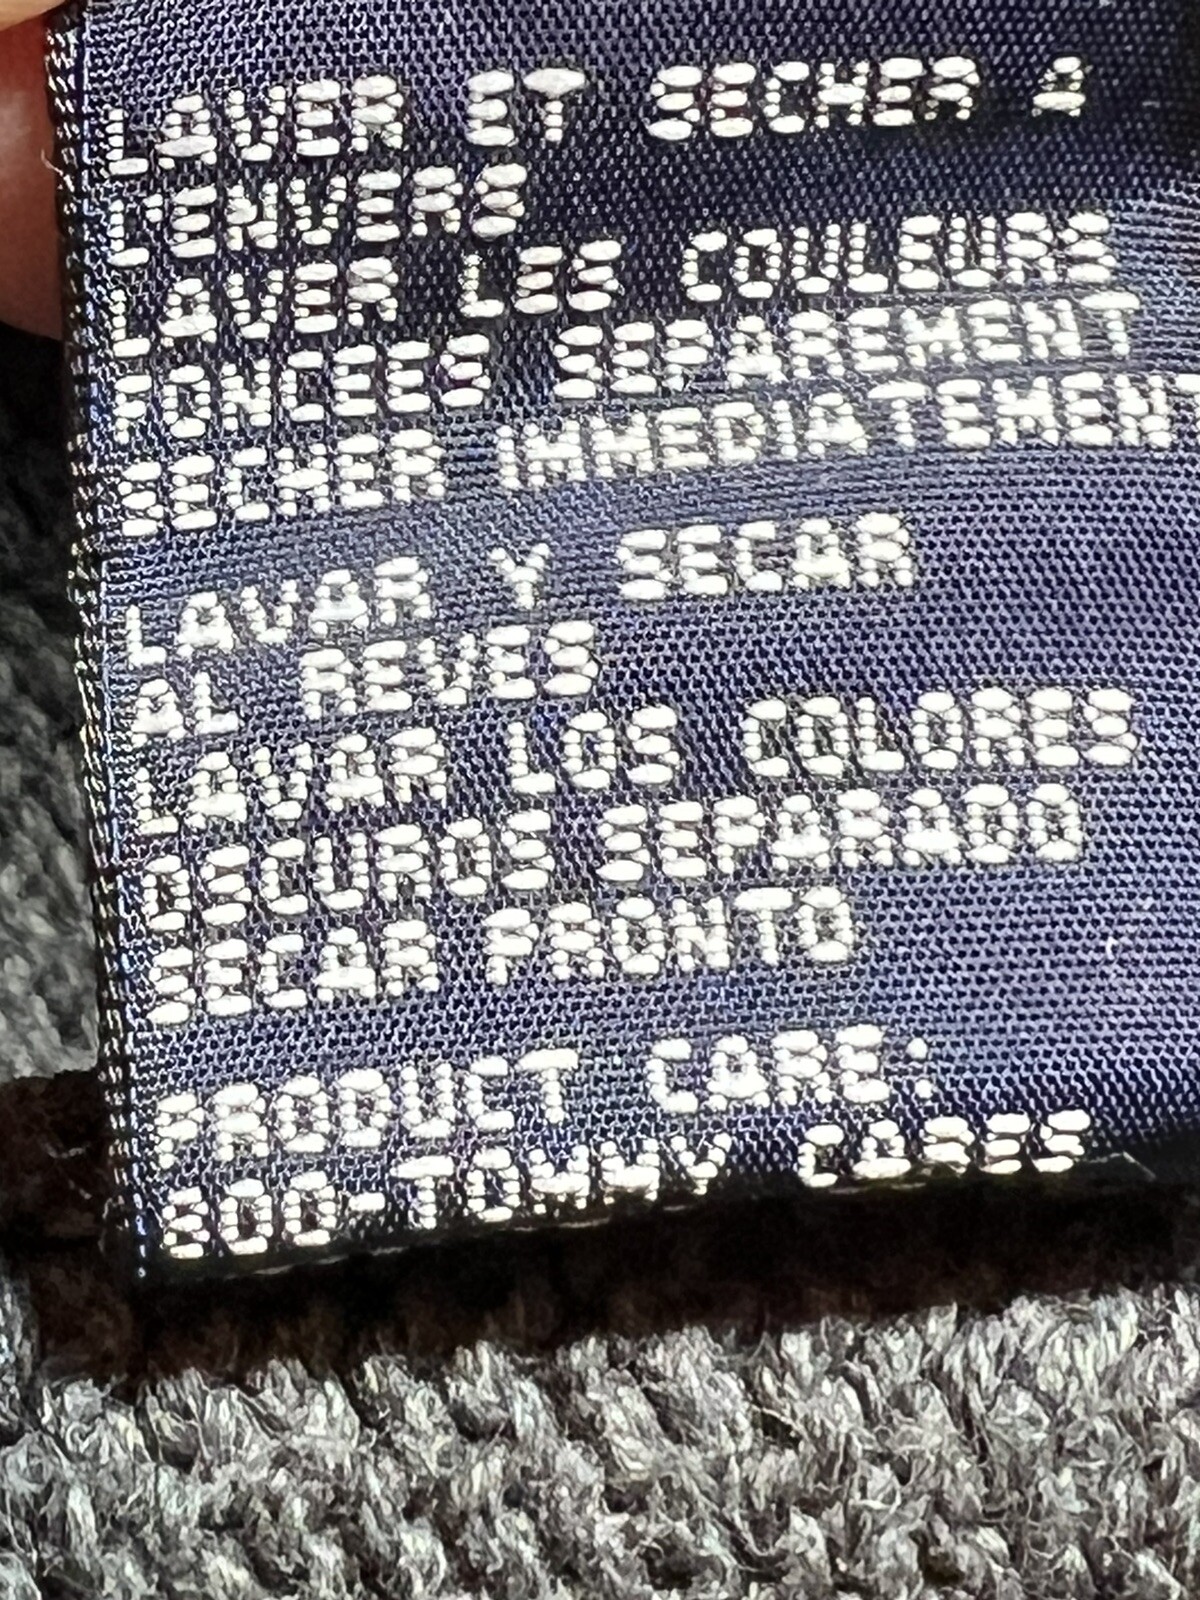 LAVER ET SECHER A
L'ENVERS
LAVER LES COULEURS
FONCEES SEPAREMENT
SECHER IMMEDIATEMENT
LAVAR Y SECAR
AL REVES
LAVAR LOS COLORES
OSCUROS SEPARADO
SECAR PRONTO
PRODUCT CARE:
800-TOMMY CARES